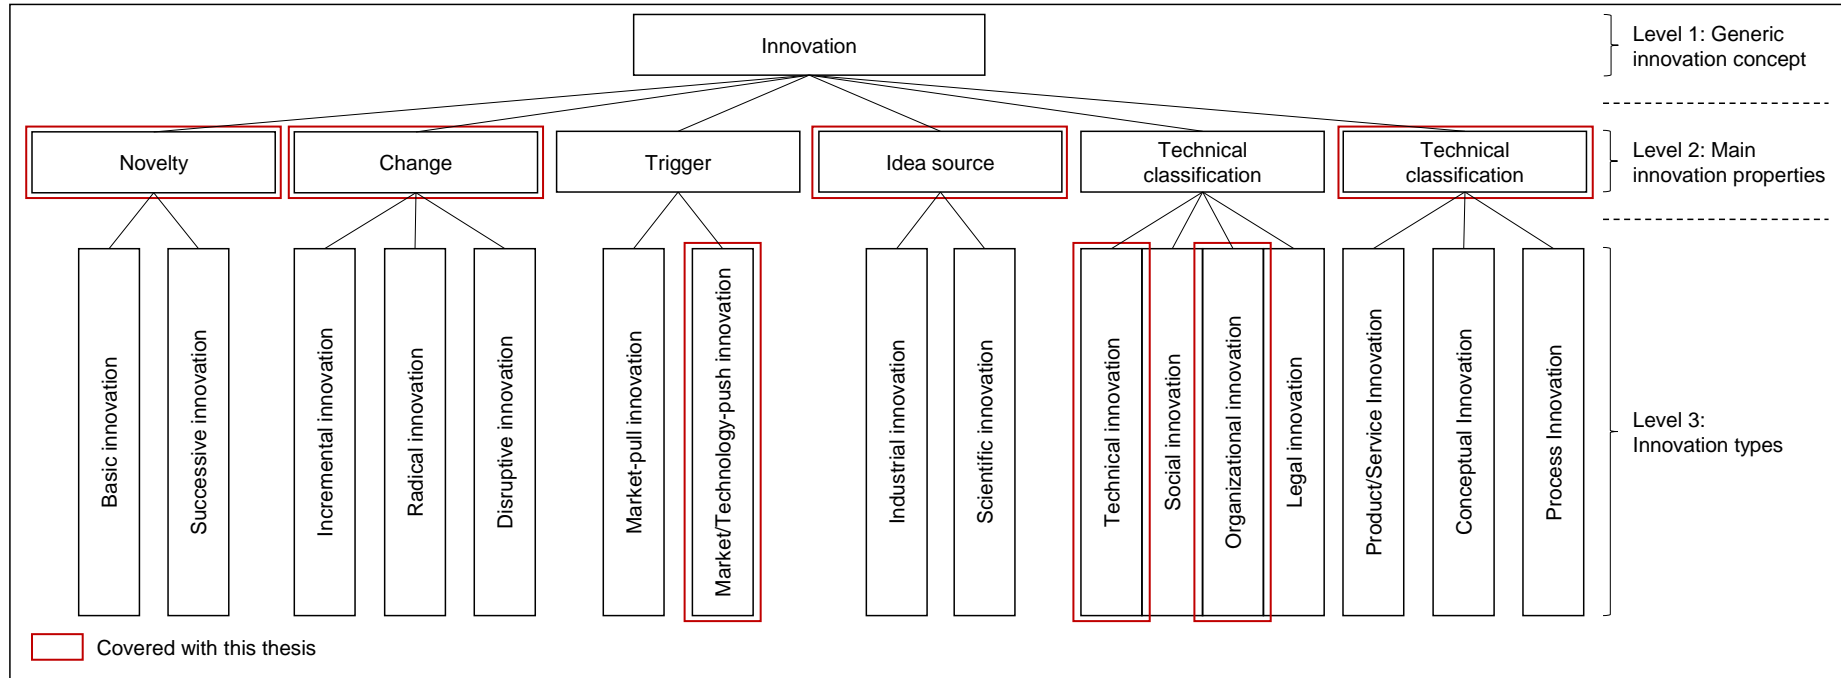 Innovation
Level 1: Generic
innovation concept
Novelty
Change
Trigger
Idea source
Technical
classification
Technical
classification
Level 2: Main
innovation properties
Basic innovation
Successive innovation
Incremental innovation
Radical innovation
Disruptive innovation
Market-pull innovation
Market/Technology-push innovation
Industrial innovation
Scientific innovation
Technical innovation
Social innovation
Organizational innovation
Legal innovation
Product/Service Innovation
Conceptual Innovation
Process Innovation
Level 3:
Innovation types
Covered with this thesis